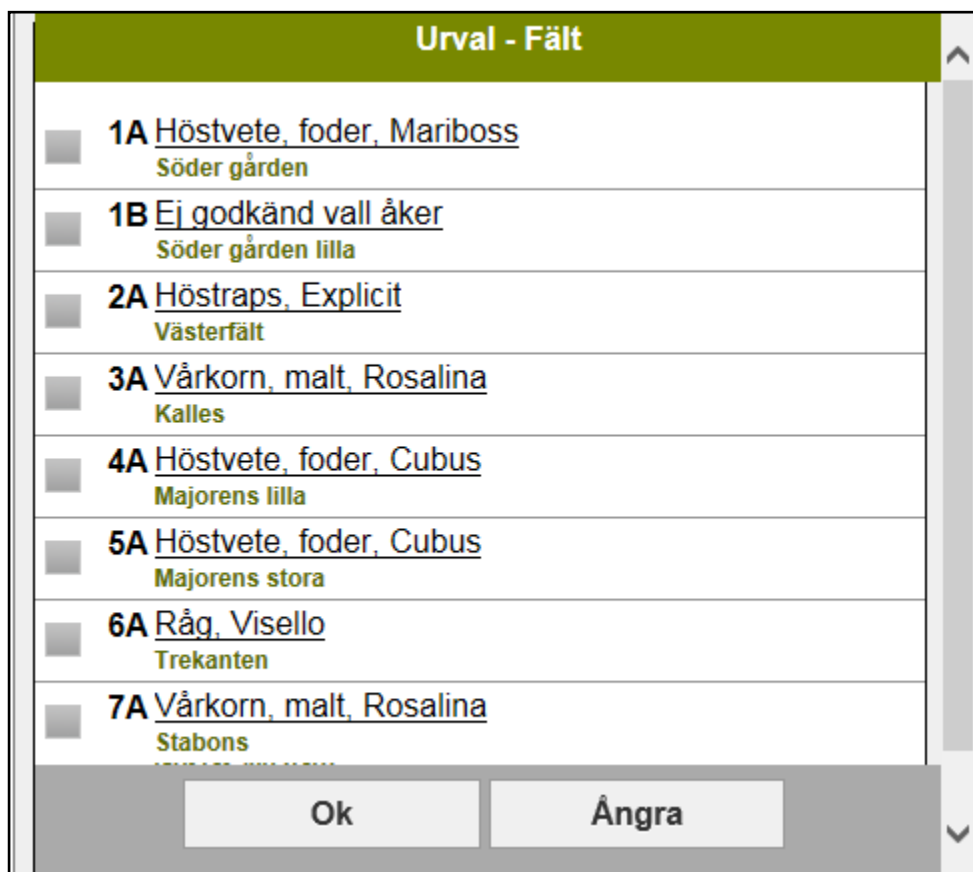 Urval - Fält
1A Höstvete, foder, Mariboss
Söder gården
1B Ej godkänd vall åker
Söder gården lilla
2A Höstraps, Explicit
Västerfält
3A Vårkorn, malt, Rosalina
Kalles
4A Höstvete, foder, Cubus
Majorens lilla
5A Höstvete, foder, Cubus
Majorens stora
6A Råg, Visello
Trekanten
7A Vårkorn, malt, Rosalina
Stabons
Ok Ångra